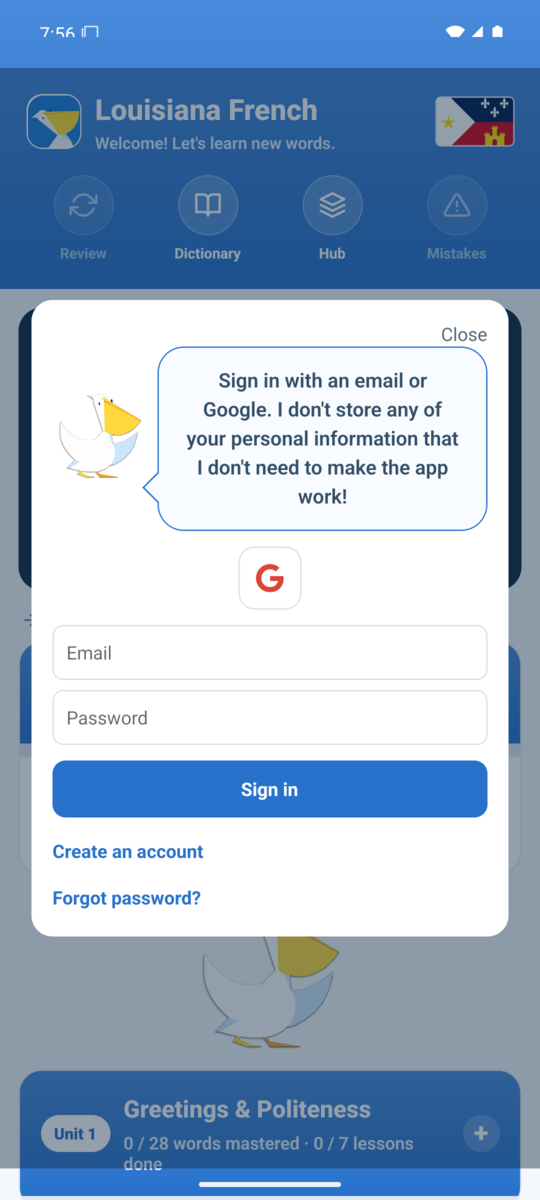 7:56
Louisiana French
Welcome! Let's learn new words.
Review
Dictionary
Hub
Mistakes
Close
Sign in with an email or
Google. I don't store any of
your personal information that
I don't need to make the app
work!
G
Email
Password
Sign in
Create an account
Forgot password?
Greetings & Politeness
Unit 1
0 / 28 words mastered · 0 / 7 lessons
done
+